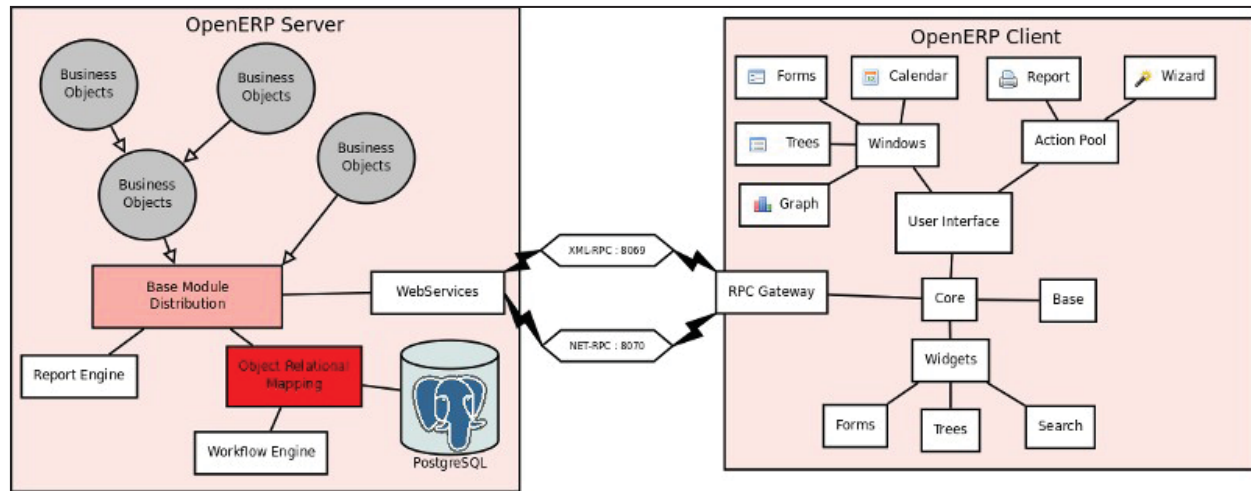 OpenERP Server
Business
Objects
Business
Objects
Business
Objects
Business
Objects
Base Module
Distribution
WebServices
Report Engine
Object Relational
Mapping
Workflow Engine
PostgreSQL
XML-RPC : 8069
NET-RPC : 8070
OpenERP Client
Forms
Calendar
Report
Wizard
Trees
Windows
Action Pool
Graph
User Interface
RPC Gateway
Core
Base
Widgets
Forms
Trees
Search